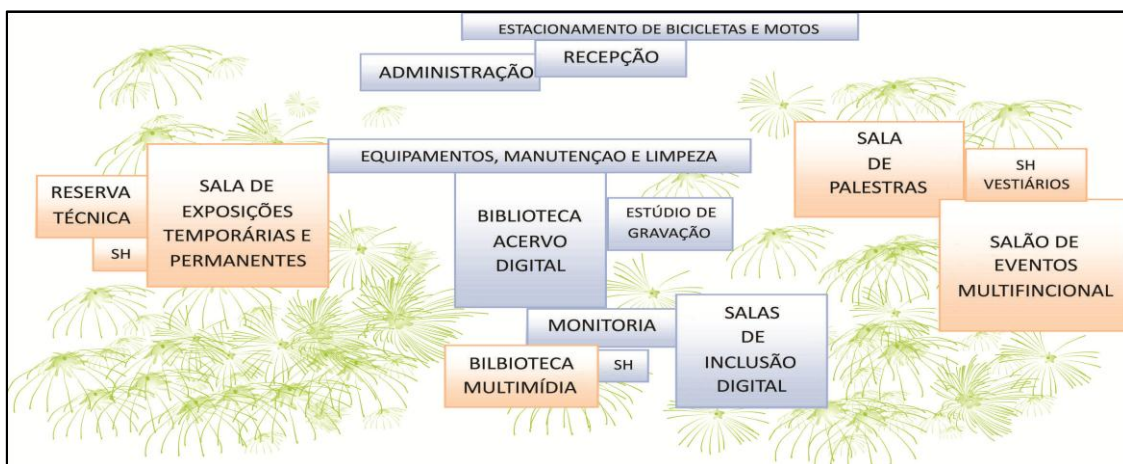 ESTACIONAMENTO DE BICICLETAS E MOTOS
RECEPÇÃO
ADMINISTRAÇÃO
EQUIPAMENTOS, MANUTENÇAO E LIMPEZA
RESERVA
TÉCNICA
SH
SALA DE
EXPOSIÇÕES
TEMPORÁRIAS E
PERMANENTES
BIBLIOTECA
ACERVO
DIGITAL
ESTÚDIO DE
GRAVAÇÃO
SALA
DE
PALESTRAS
SH
VESTIÁRIOS
SALÃO DE
EVENTOS
MULTIFINCIONAL
MONITORIA
BILBIOTECA
MULTIMÍDIA
SH
SALAS
DE
INCLUSÃO
DIGITAL